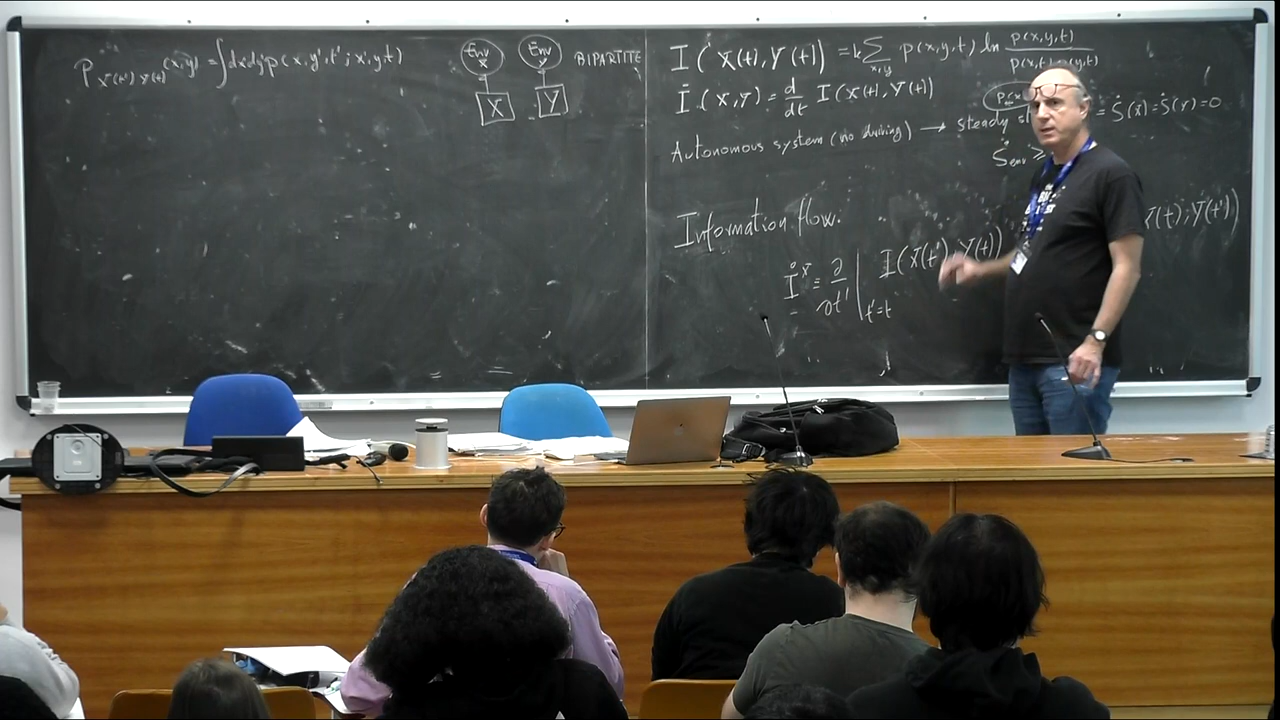 P_{X(t') Y(t)}(x,y) = ∫dx'dy' p(x,y',t';x',y,t)
Env x
Env y
BIPARTITE
X
Y
I(X(t),Y(t)) = k Σ_{x,y} p(x,y,t) ln p(x,y,t) / p(x,t) p(y,t)
İ(X,Y) = d/dt I(X(t),Y(t))
Autonomous system (no driving) → steady = Ṡ(X) = Ṡ(Y) = 0
Ṡ_env ≥
Information flow.
İ^X ≡ ∂/∂t' |_{t'=t} I(X(t'),Y(t)) X(t);Y(t'))